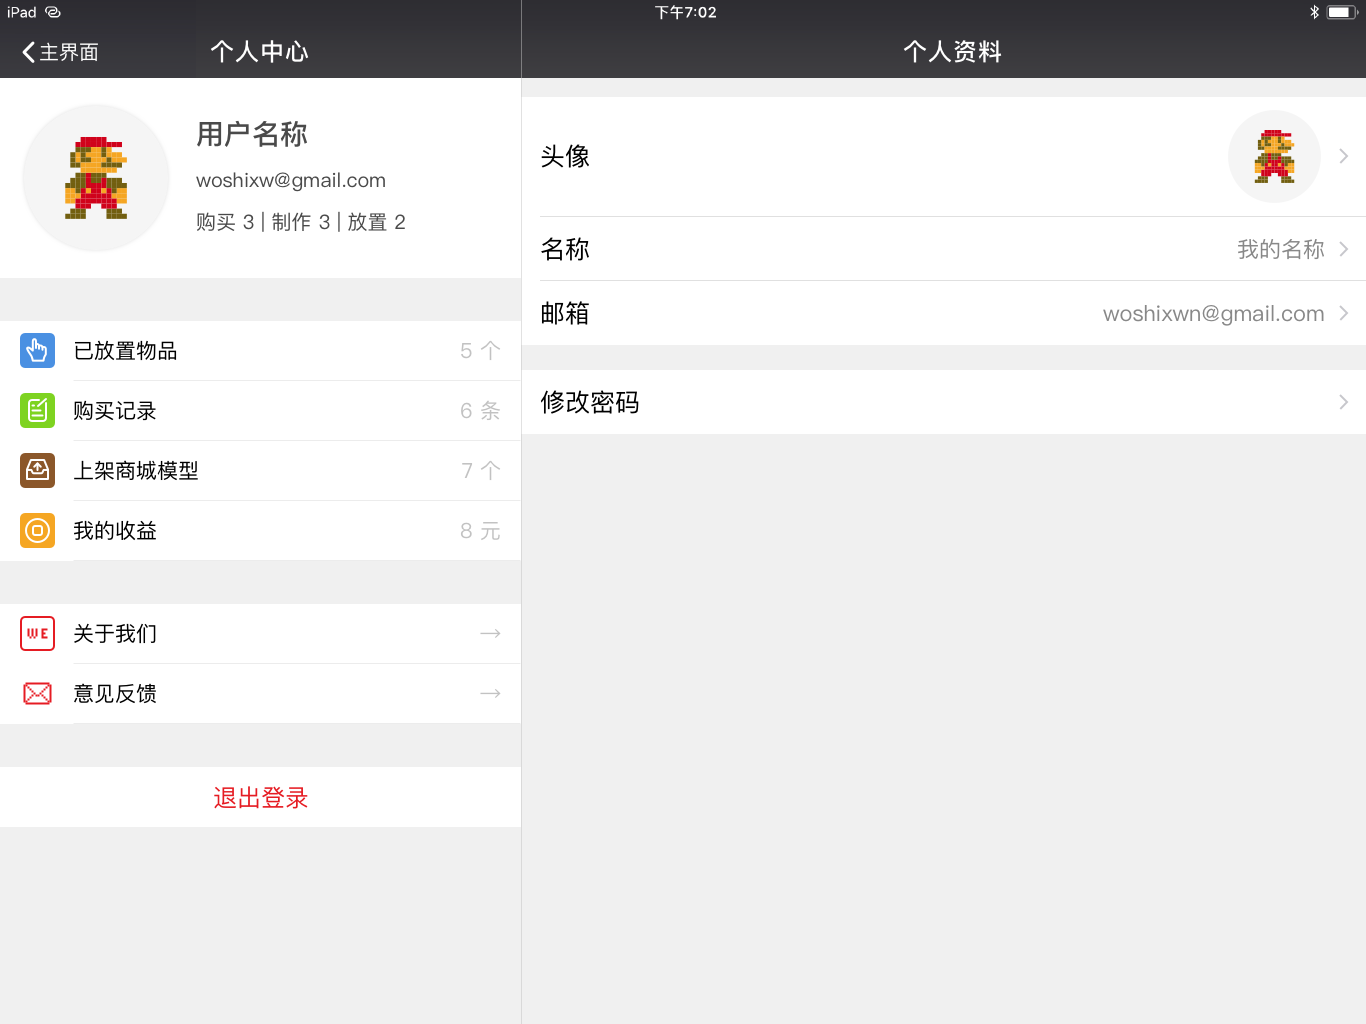 iPad
下午7:02
主界面
个人中心
用户名称
woshixw@gmail.com
购买 3 | 制作 3 | 放置 2
已放置物品 5 个
购买记录 6 条
上架商城模型 7 个
我的收益 8 元
WE 关于我们
意见反馈
退出登录
个人资料
头像
名称 我的名称
邮箱 woshixwn@gmail.com
修改密码